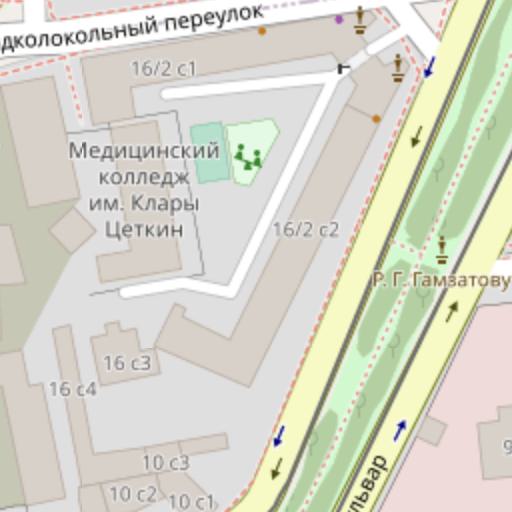 дколокольный переулок
16/2 с1
Медицинский
колледж
им. Клары
Цеткин
16/2 с2
Р. Г. Гамзатову
16 с3
16 с4
9
10 с3
10 с2
10 с1
львар